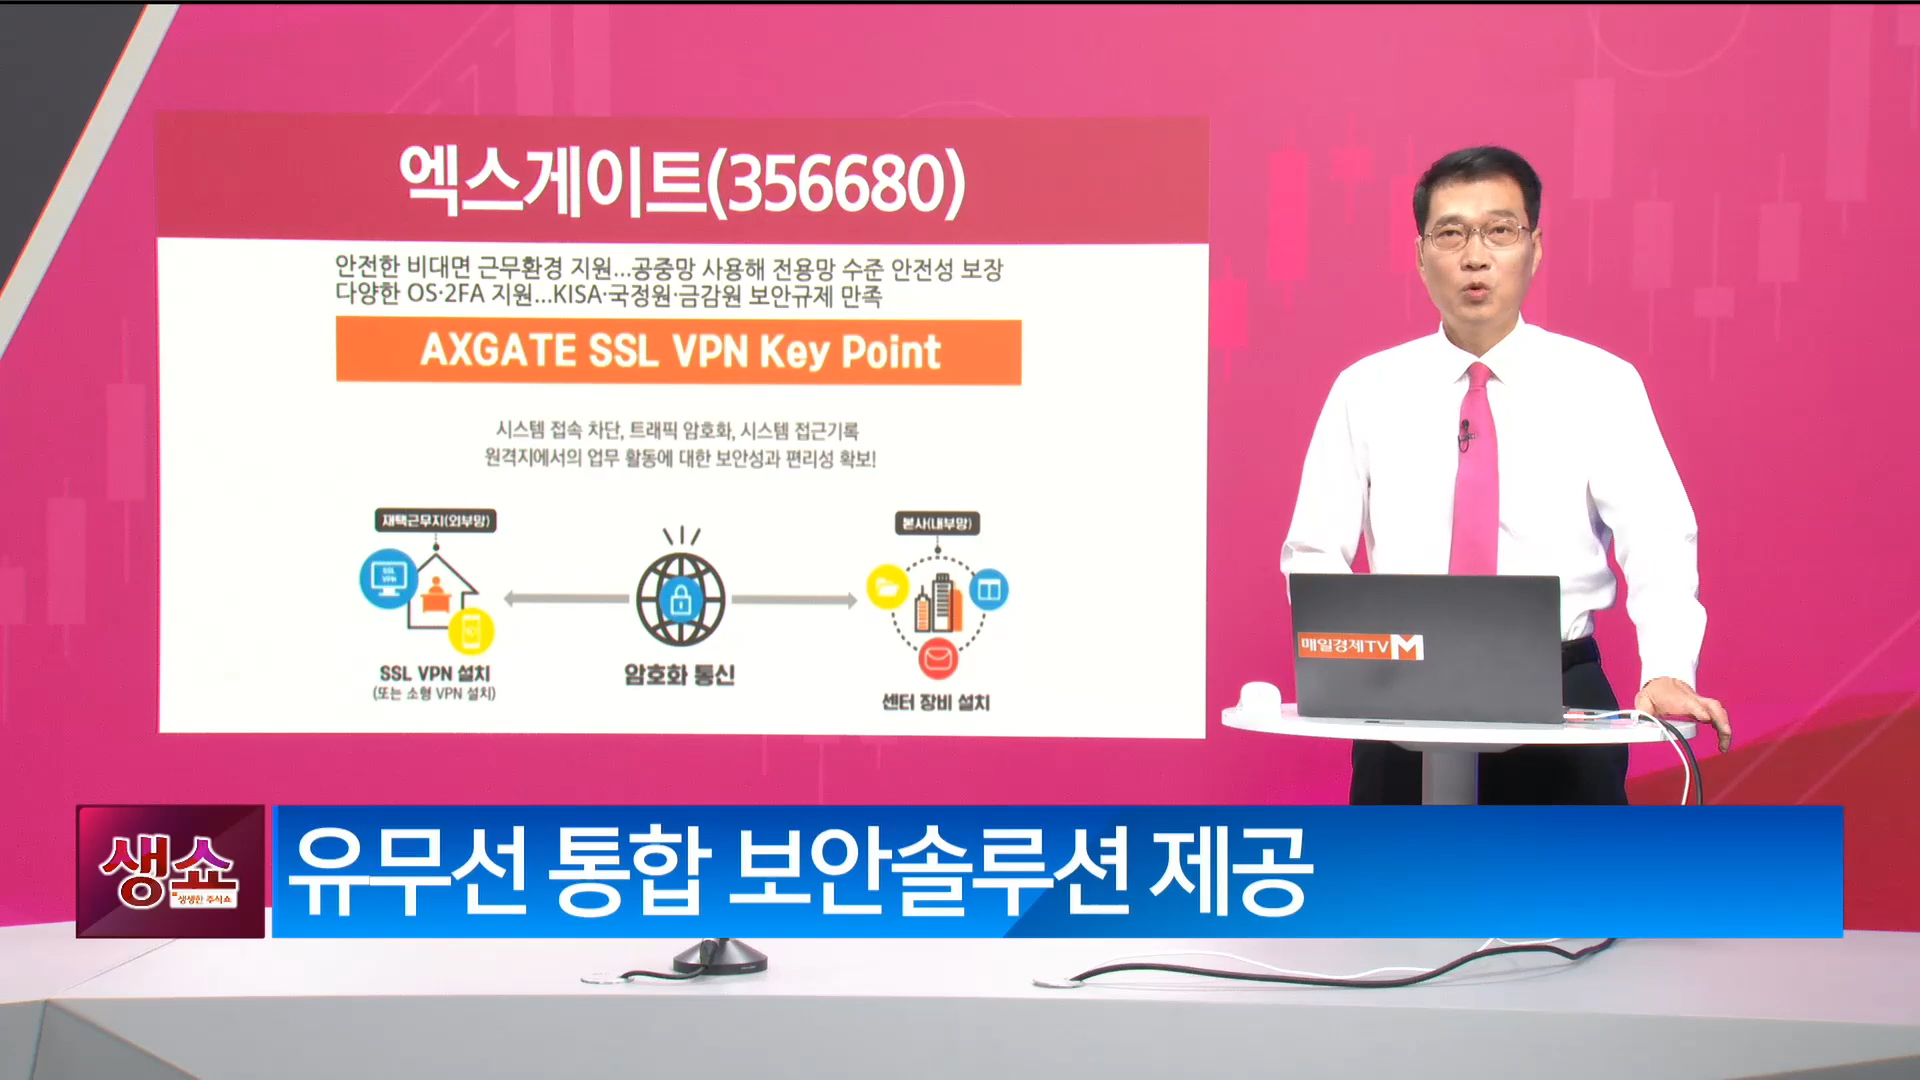 엑스게이트(356680)
안전한 비대면 근무환경 지원...공중망 사용해 전용망 수준 안전성 보장
다양한 OS·2FA 지원...KISA·국정원·금감원 보안규제 만족
AXGATE SSL VPN Key Point
시스템 접속 차단, 트래픽 암호화, 시스템 접근기록
원격지에서의 업무 활동에 대한 보안성과 편리성 확보!
재택근무지(외부망)
본사(내부망)
SSL
VPN
SSL VPN 설치
(또는 소형 VPN 설치)
암호화 통신
센터 장비 설치
매일경제TV M
생쇼
생생한 주식쇼
유무선 통합 보안솔루션 제공